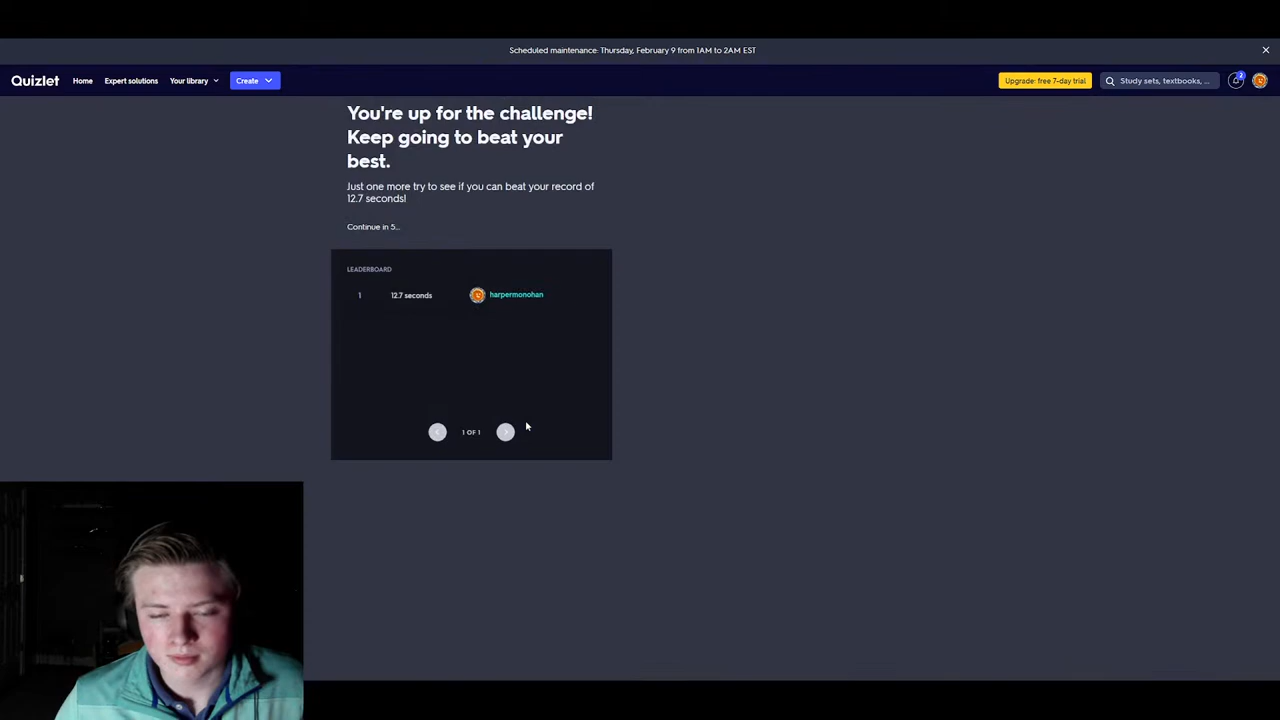 Scheduled maintenance: Thursday, February 9 from 1AM to 2AM EST
Quizlet Home Expert solutions Your library Create Upgrade: free 7-day trial Study sets, textbooks, ... 2
You're up for the challenge!
Keep going to beat your
best.
Just one more try to see if you can beat your record of
12.7 seconds!
Continue in 5...
LEADERBOARD
1 12.7 seconds harpermonohan
1 OF 1